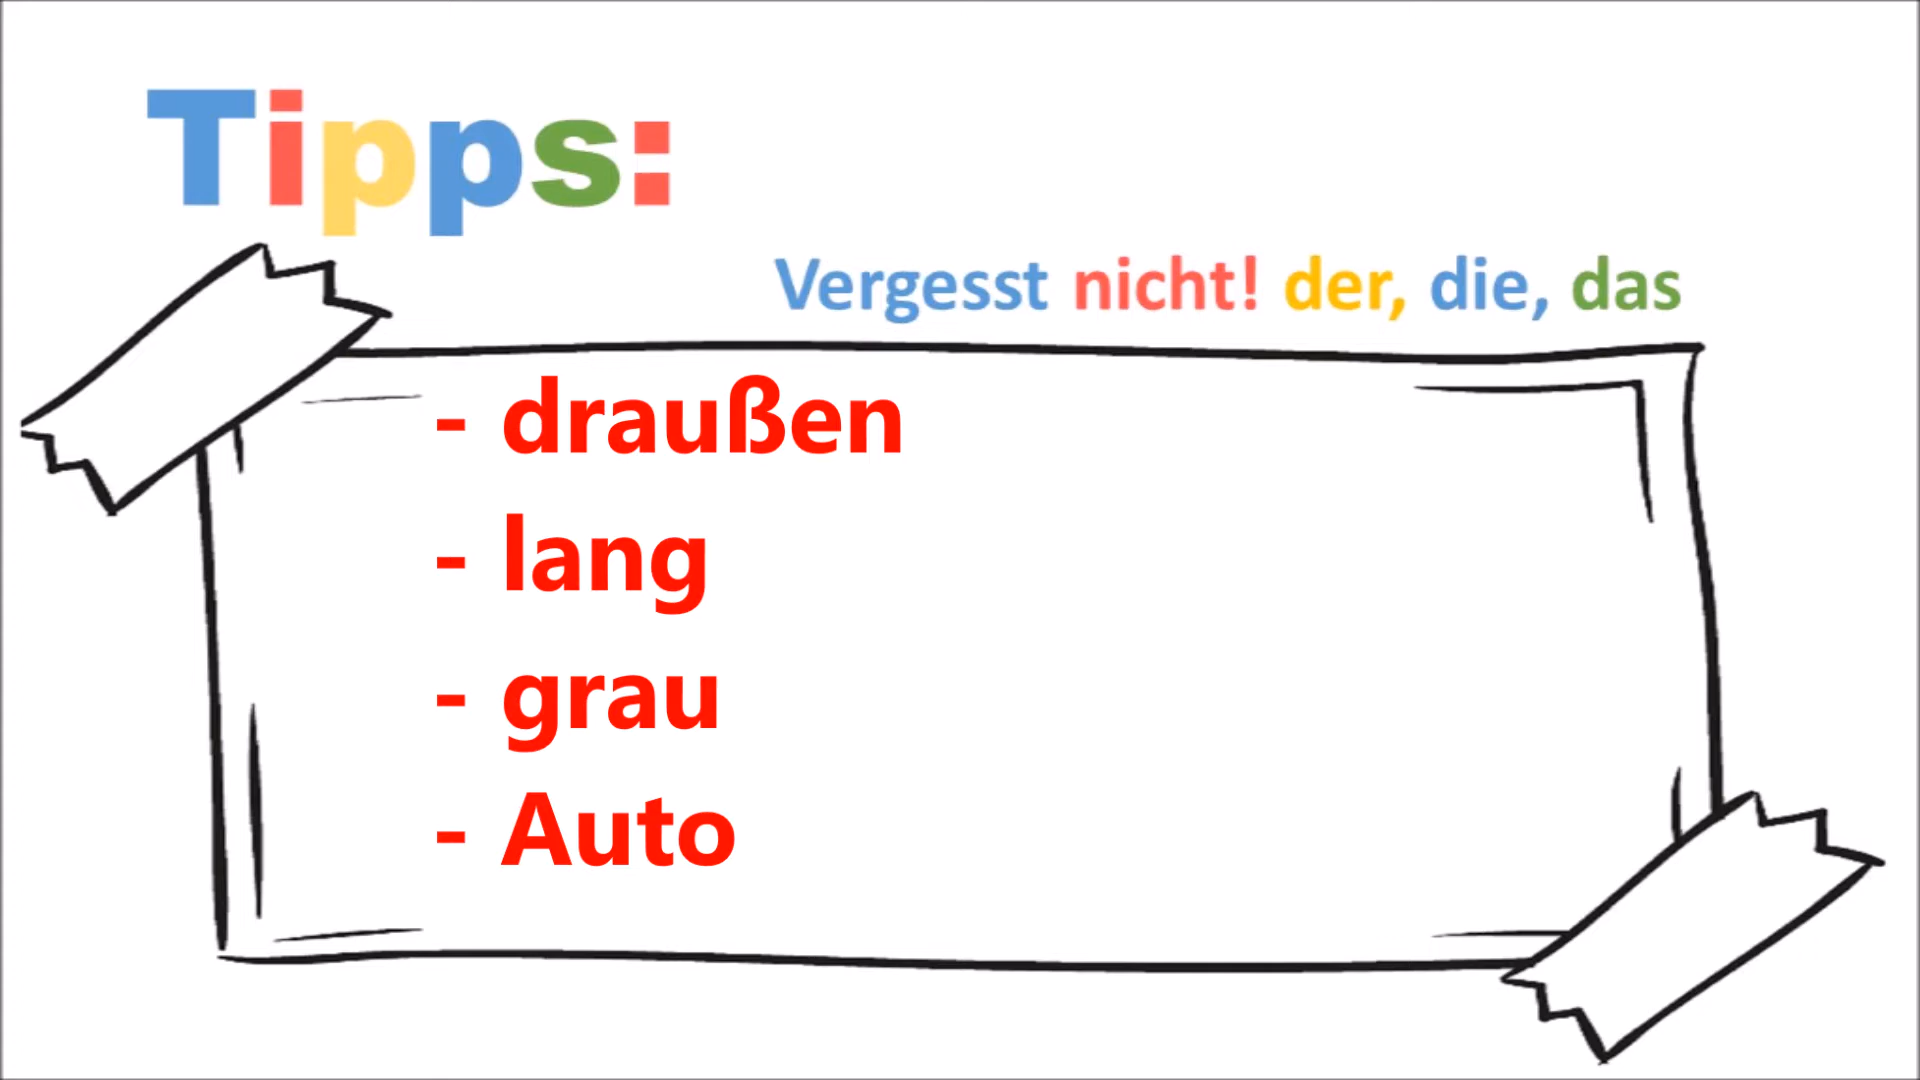 Tipps:
Vergesst nicht! der, die, das
- draußen
- lang
- grau
- Auto